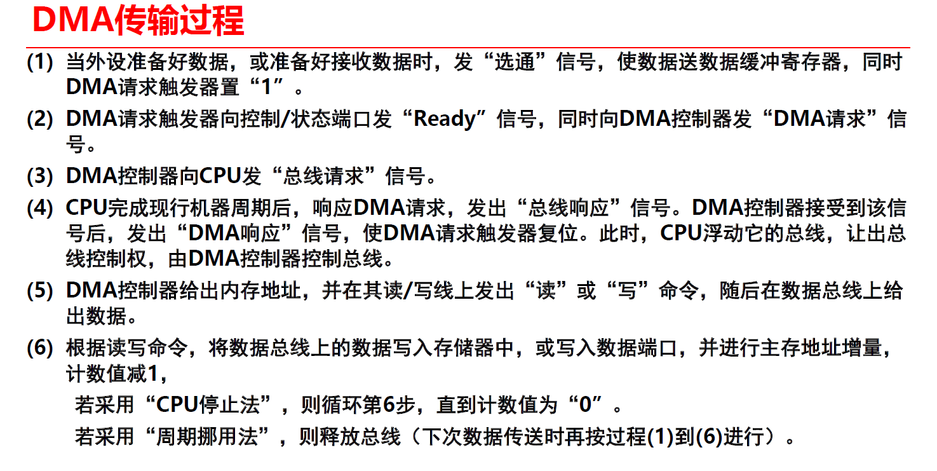 DMA传输过程
(1) 当外设准备好数据，或准备好接收数据时，发“选通”信号，使数据送数据缓冲寄存器，同时
DMA请求触发器置“1”。
(2) DMA请求触发器向控制/状态端口发“Ready”信号，同时向DMA控制器发“DMA请求”信
号。
(3) DMA控制器向CPU发“总线请求”信号。
(4) CPU完成现行机器周期后，响应DMA请求，发出“总线响应”信号。DMA控制器接受到该信
号后，发出“DMA响应”信号，使DMA请求触发器复位。此时，CPU浮动它的总线，让出总
线控制权，由DMA控制器控制总线。
(5) DMA控制器给出内存地址，并在其读/写线上发出“读”或“写”命令，随后在数据总线上给
出数据。
(6) 根据读写命令，将数据总线上的数据写入存储器中，或写入数据端口，并进行主存地址增量，
计数值减1，
若采用“CPU停止法”，则循环第6步，直到计数值为“0”。
若采用“周期挪用法”，则释放总线（下次数据传送时再按过程(1)到(6)进行）。